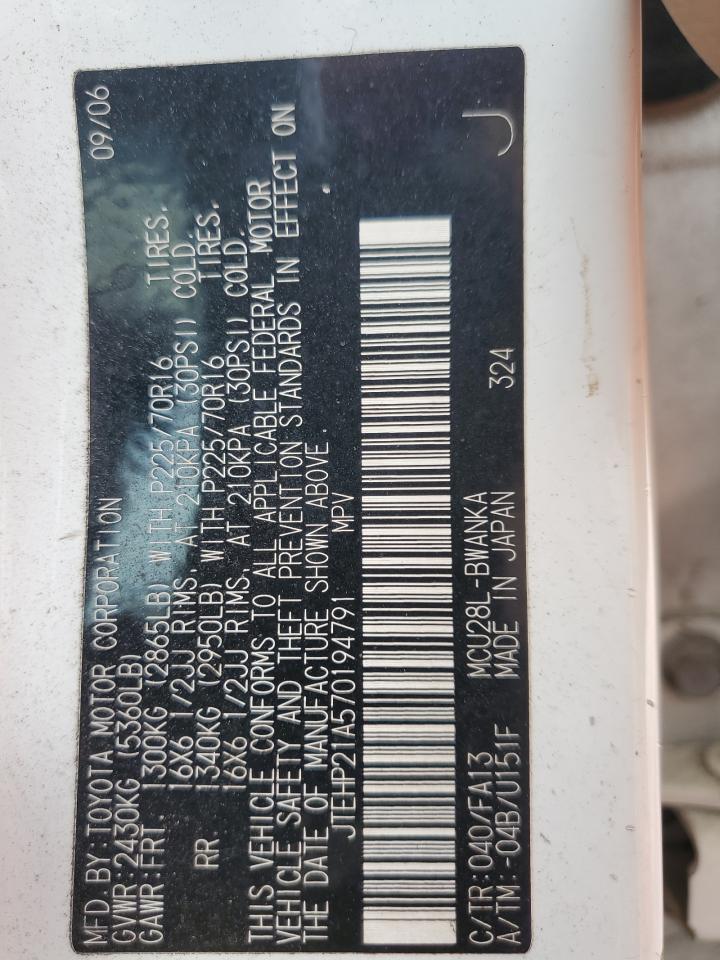 MFD.BY:TOYOTA MOTOR CORPORATION 09/06
GVWR:2430KG (5360LB)
GAWR:FRT. 1300KG (2865LB) WITH P225/70R16 TIRES.
16X6 1/2JJ RIMS, AT 210KPA (30PSI) COLD.
RR. 1340KG (2950LB) WITH P225/70R16 TIRES.
16X6 1/2JJ RIMS, AT 210KPA (30PSI) COLD.
THIS VEHICLE CONFORMS TO ALL APPLICABLE FEDERAL MOTOR
VEHICLE SAFETY AND THEFT PREVENTION STANDARDS IN EFFECT ON
THE DATE OF MANUFACTURE SHOWN ABOVE.
JTEHP21A570194791 MPV
C/TR:040/FA13 MCU28L-BWANKA
A/TM:-04B/U151F MADE IN JAPAN 324 J